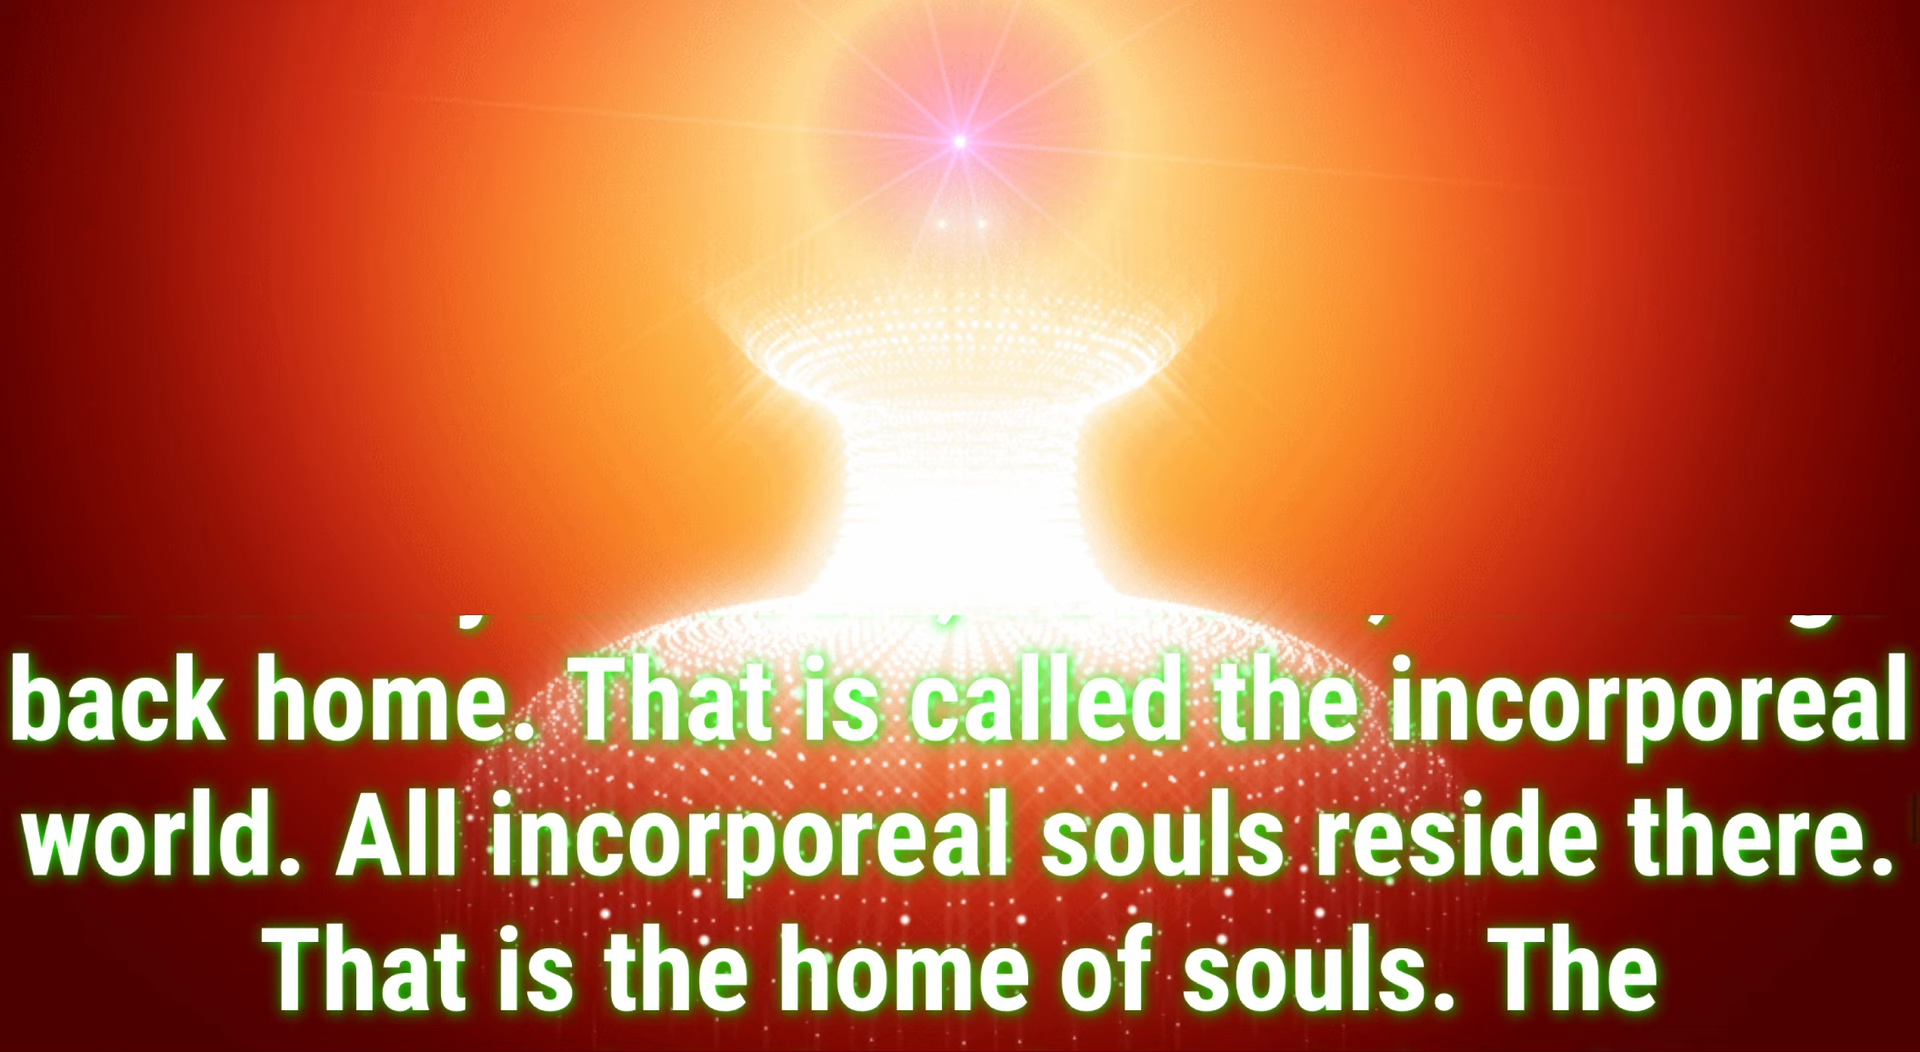 back home. That is called the incorporeal
world. All incorporeal souls reside there.
That is the home of souls. The